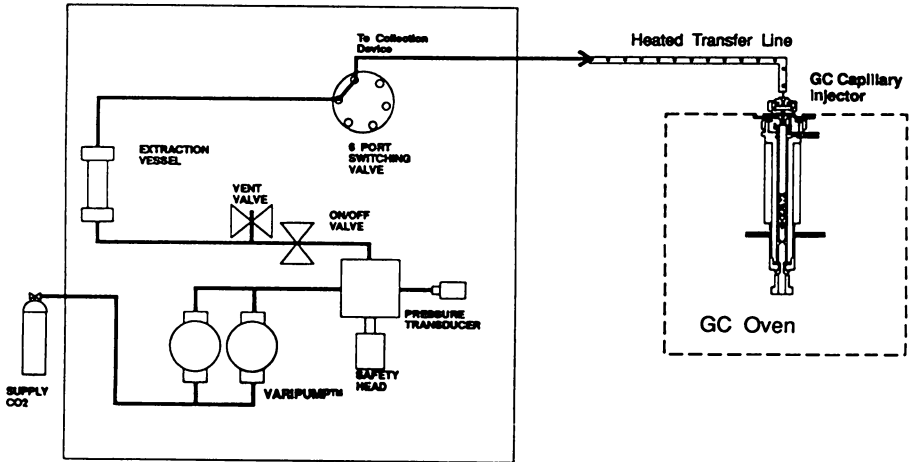 To Collection
Device
Heated Transfer Line
GC Capillary
Injector
6 PORT
SWITCHING
VALVE
EXTRACTION
VESSEL
VENT
VALVE
ON/OFF
VALVE
PRESSURE
TRANSDUCER
GC Oven
SAFETY
HEAD
VARIPUMP™
SUPPLY
CO2